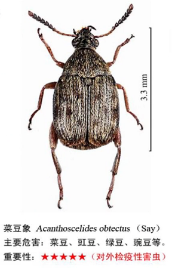 3.3 mm
菜豆象 Acanthoscelides obtectus （Say）
主要危害：菜豆、豇豆、绿豆、豌豆等。
重要性：★★★★★（对外检疫性害虫）